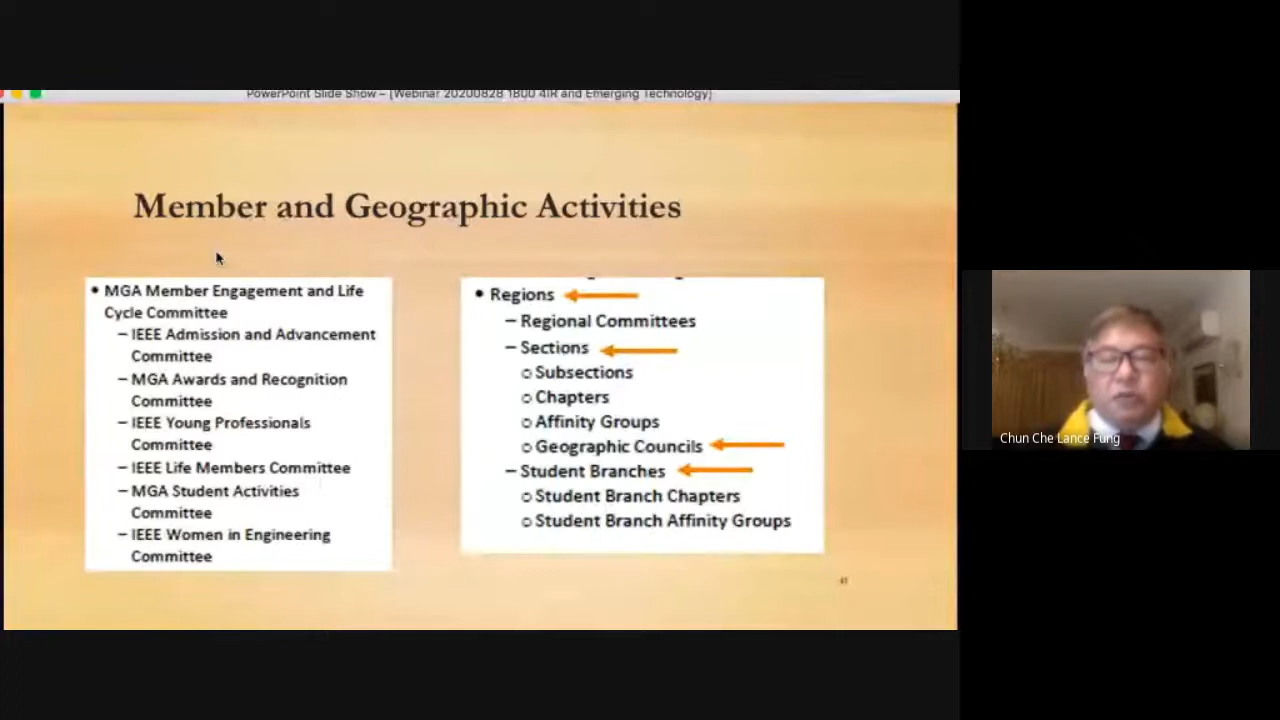 PowerPoint Slide Show – [Webinar 20200828 1800 4IR and Emerging Technology]
Member and Geographic Activities
• MGA Member Engagement and Life
Cycle Committee
– IEEE Admission and Advancement
Committee
– MGA Awards and Recognition
Committee
– IEEE Young Professionals
Committee
– IEEE Life Members Committee
– MGA Student Activities
Committee
– IEEE Women in Engineering
Committee
• Regions
– Regional Committees
– Sections
o Subsections
o Chapters
o Affinity Groups
o Geographic Councils
– Student Branches
o Student Branch Chapters
o Student Branch Affinity Groups
Chun Che Lance Fung